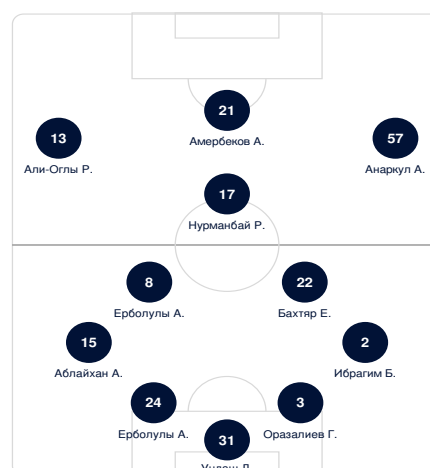 21
Амербеков А.
13
57
Али-Оглы Р.
Анаркул А.
17
Нурманбай Р.
8
22
Ерболулы А.
Бахтяр Е.
15
2
Аблайхан А.
Ибрагим Б.
24
3
Ерболулы А.
Оразалиев Г.
31